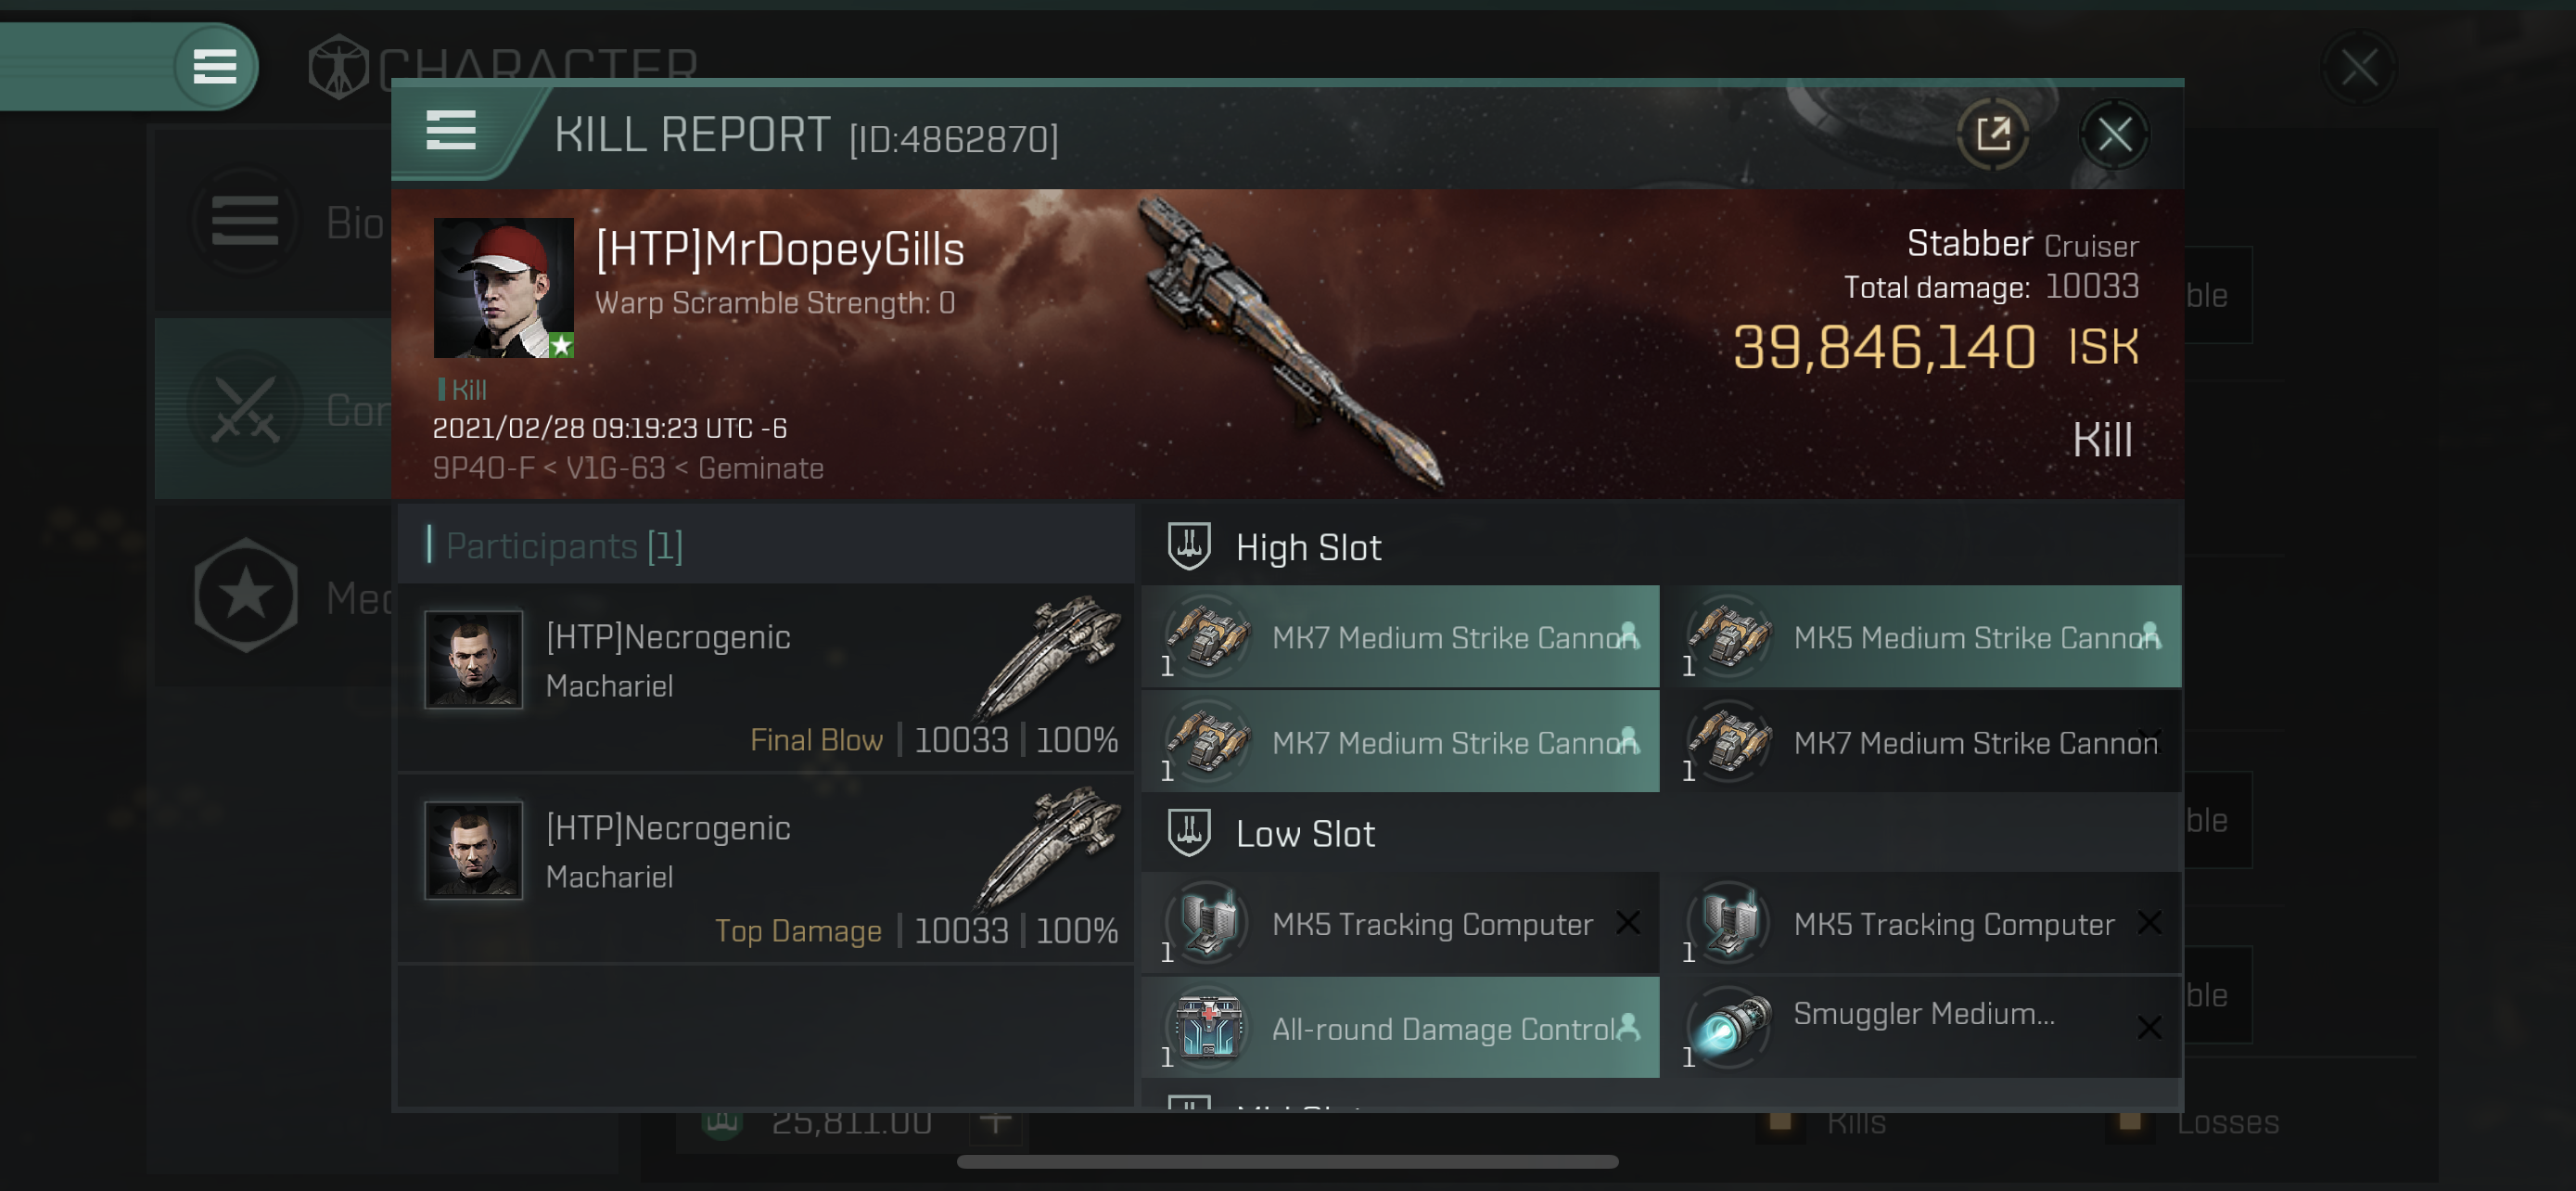 CHARACTER
KILL REPORT [ID:4862870]
Bio
[HTP]MrDopeyGills
Warp Scramble Strength: 0
Stabber Cruiser
Total damage: 10033
39,846,140 ISK
Kill
Kill
2021/02/28 09:19:23 UTC -6
9P4O-F < V1G-63 < Geminate
Participants [1]
[HTP]Necrogenic
Machariel
Final Blow | 10033 | 100%
[HTP]Necrogenic
Machariel
Top Damage | 10033 | 100%
High Slot
1 MK7 Medium Strike Cannon
1 MK5 Medium Strike Cannon
1 MK7 Medium Strike Cannon
1 MK7 Medium Strike Cannon
Low Slot
1 MK5 Tracking Computer
1 MK5 Tracking Computer
1 All-round Damage Control
1 Smuggler Medium...
25,811.00
Kills
Losses